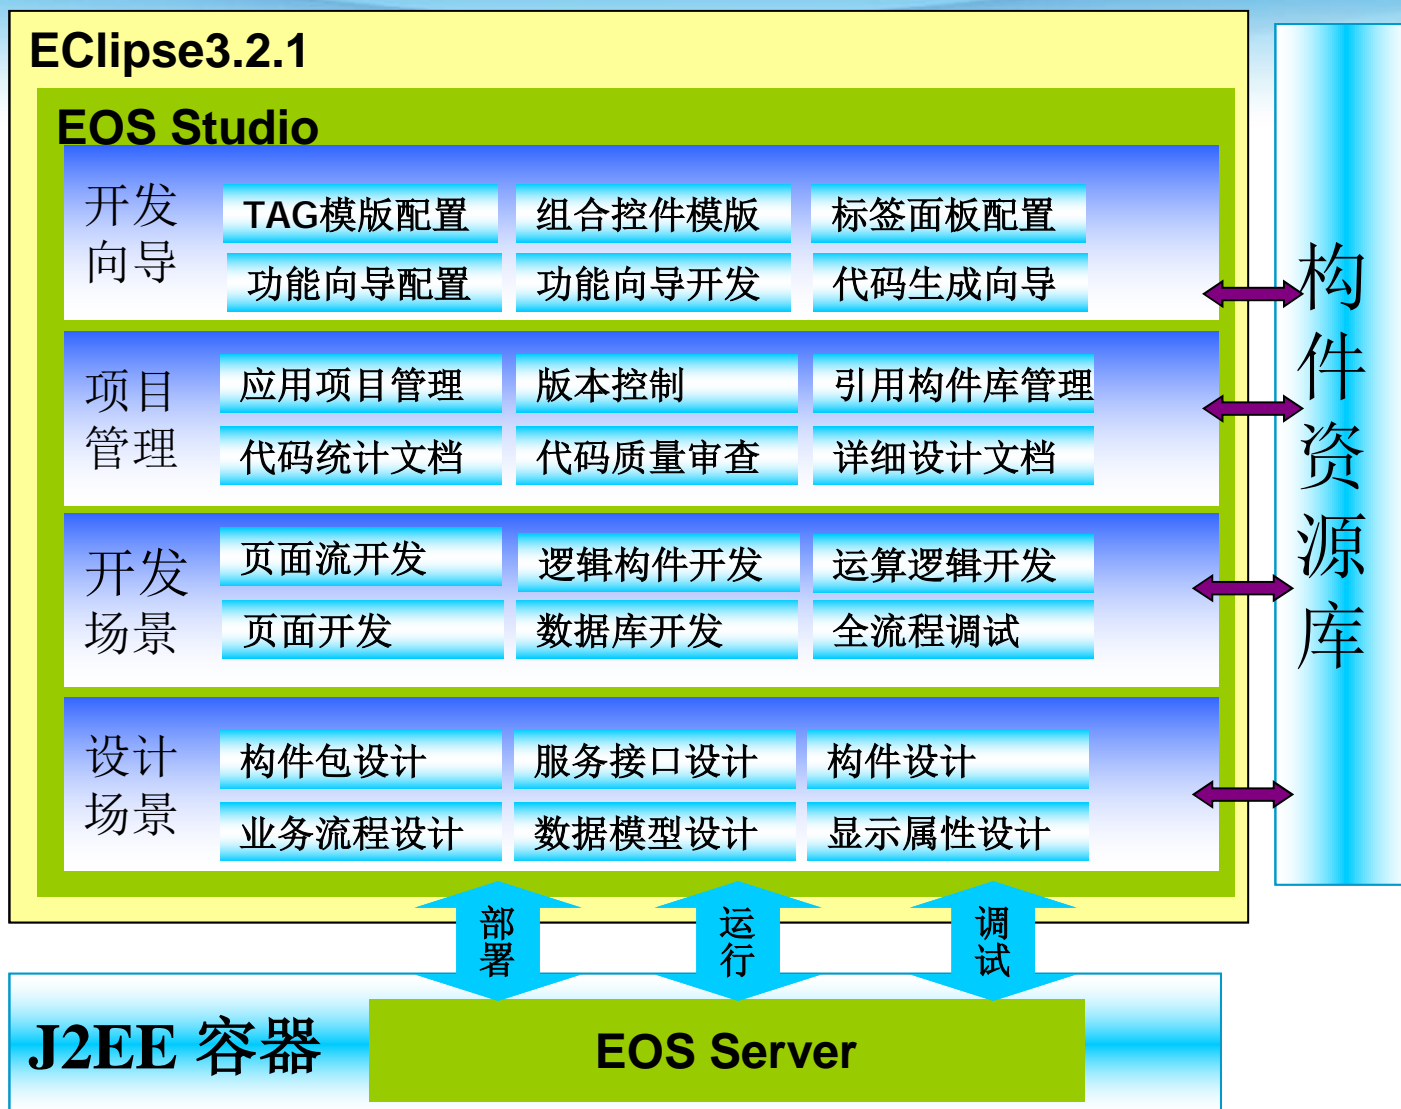 EClipse3.2.1
EOS Studio
开发
向导
TAG模版配置
组合控件模版
标签面板配置
功能向导配置
功能向导开发
代码生成向导
项目
管理
应用项目管理
版本控制
引用构件库管理
代码统计文档
代码质量审查
详细设计文档
开发
场景
页面流开发
逻辑构件开发
运算逻辑开发
页面开发
数据库开发
全流程调试
设计
场景
构件包设计
服务接口设计
构件设计
业务流程设计
数据模型设计
显示属性设计
构
件
资
源
库
部
署
运
行
调
试
J2EE 容器
EOS Server